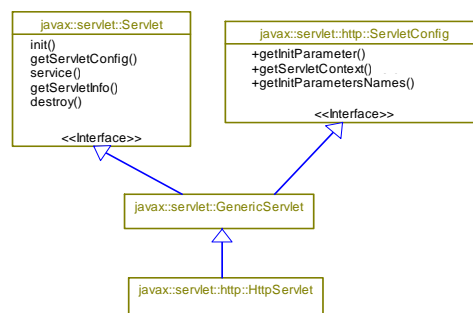 javax::servlet::Servlet
init()
getServletConfig()
service()
getServletInfo()
destroy()
<<Interface>>
javax::servlet::http::ServletConfig
+getInitParameter()
+getServletContext()
+getInitParametersNames()
<<Interface>>
javax::servlet::GenericServlet
javax::servlet::http::HttpServlet